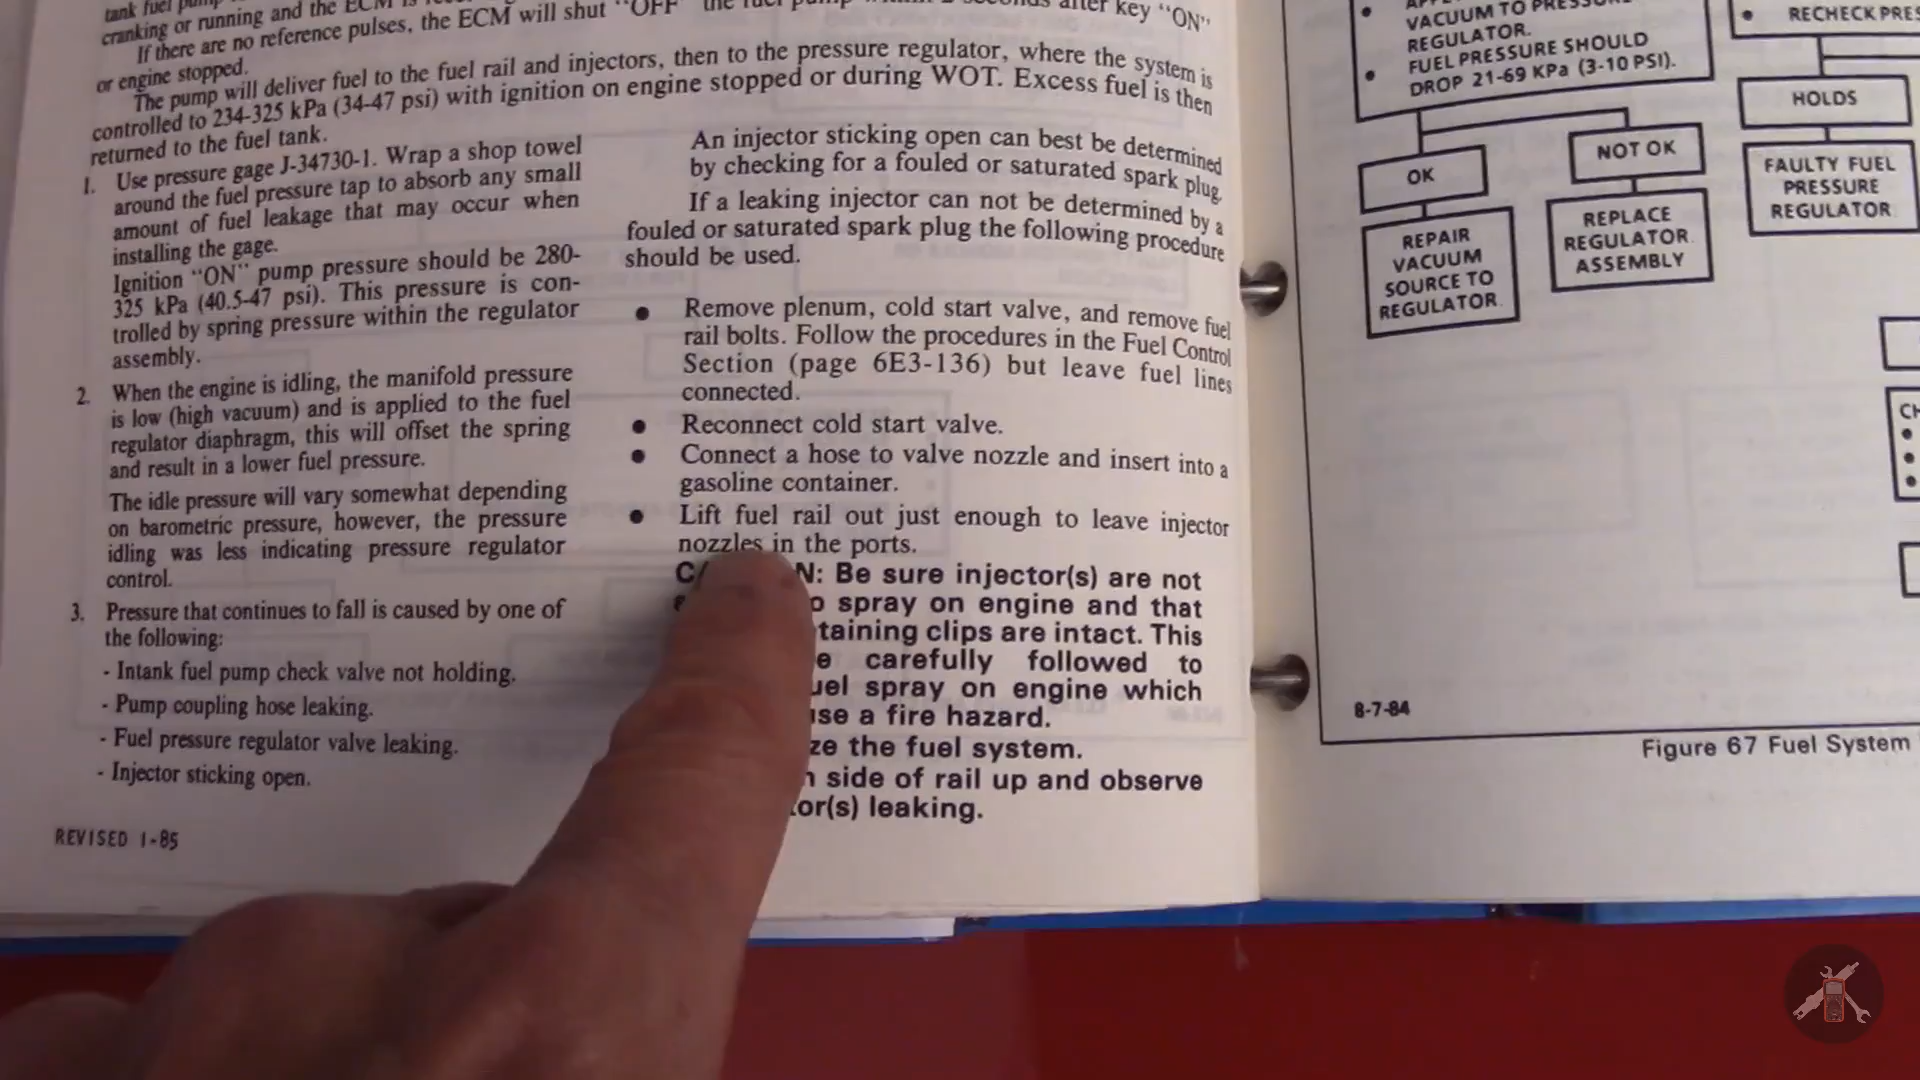 cranking or running and the ECM is
If there are no reference pulses, the ECM will shut "OFF" the fuel pump within 2 seconds after key "ON"
or engine stopped.
The pump will deliver fuel to the fuel rail and injectors, then to the pressure regulator, where the system is
controlled to 234-325 kPa (34-47 psi) with ignition on engine stopped or during WOT. Excess fuel is then
returned to the fuel tank.
1. Use pressure gage J-34730-1. Wrap a shop towel
around the fuel pressure tap to absorb any small
amount of fuel leakage that may occur when
installing the gage.
Ignition "ON" pump pressure should be 280-
325 kPa (40.5-47 psi). This pressure is con-
trolled by spring pressure within the regulator
assembly.
2. When the engine is idling, the manifold pressure
is low (high vacuum) and is applied to the fuel
regulator diaphragm, this will offset the spring
and result in a lower fuel pressure.
The idle pressure will vary somewhat depending
on barometric pressure, however, the pressure
idling was less indicating pressure regulator
control.
3. Pressure that continues to fall is caused by one of
the following:
- Intank fuel pump check valve not holding.
- Pump coupling hose leaking.
- Fuel pressure regulator valve leaking.
- Injector sticking open.
REVISED 1-85
An injector sticking open can best be determined
by checking for a fouled or saturated spark plug.
If a leaking injector can not be determined by a
fouled or saturated spark plug the following procedure
should be used.
● Remove plenum, cold start valve, and remove fuel
rail bolts. Follow the procedures in the Fuel Control
Section (page 6E3-136) but leave fuel lines
connected.
● Reconnect cold start valve.
● Connect a hose to valve nozzle and insert into a
gasoline container.
● Lift fuel rail out just enough to leave injector
nozzles in the ports.
Be sure injector(s) are not
spray on engine and that
clips are intact. This
carefully followed to
spray on engine which
a fire hazard.
the fuel system.
side of rail up and observe
leaking.
VACUUM TO PRESSURE
REGULATOR.
● FUEL PRESSURE SHOULD
DROP 21-69 KPa (3-10 PSI).
● RECHECK
HOLDS
OK
NOT OK
FAULTY FUEL
PRESSURE
REGULATOR
REPAIR
VACUUM
SOURCE TO
REGULATOR.
REPLACE
REGULATOR
ASSEMBLY
8-7-84
Figure 67 Fuel System